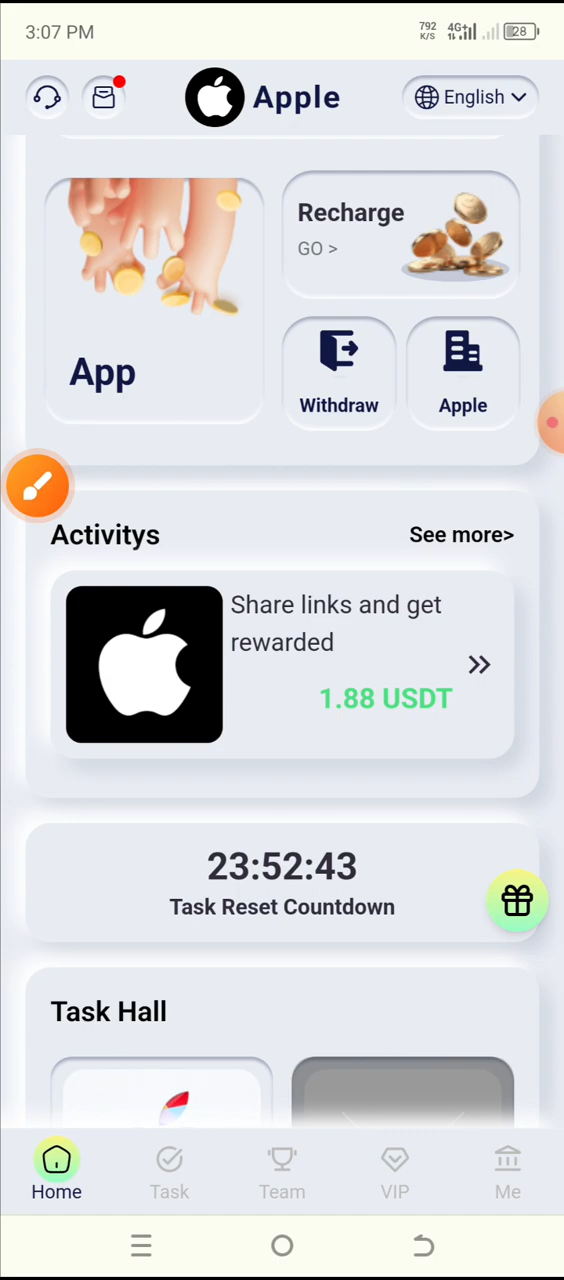 3:07 PM
792 K/S 4G+ 28
Apple
English
Recharge
GO >
App
Withdraw
Apple
Activitys
See more>
Share links and get
rewarded
1.88 USDT
23:52:43
Task Reset Countdown
Task Hall
Home
Task
Team
VIP
Me